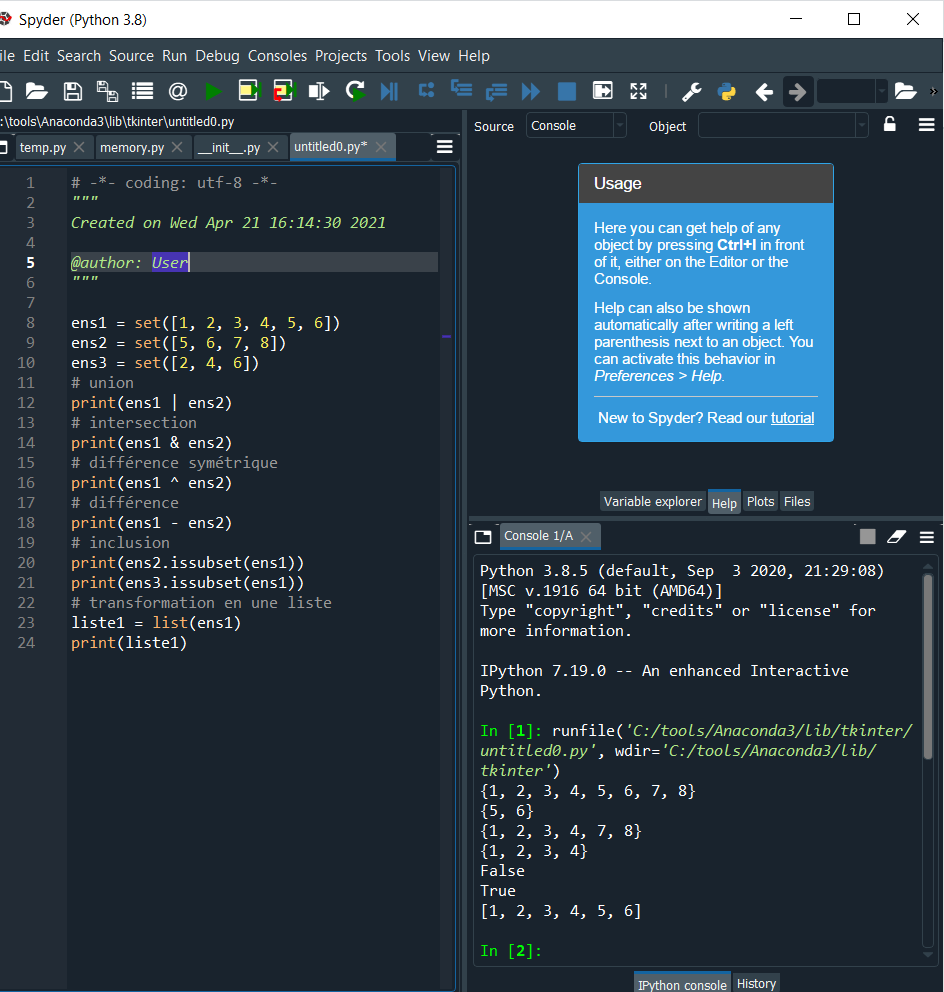 Spyder (Python 3.8)
ile Edit Search Source Run Debug Consoles Projects Tools View Help
:\tools\Anaconda3\lib\tkinter\untitled0.py
temp.py memory.py __init__.py untitled0.py*
1 # -*- coding: utf-8 -*-
2 """
3 Created on Wed Apr 21 16:14:30 2021
4
5 @author: User
6 """
7
8 ens1 = set([1, 2, 3, 4, 5, 6])
9 ens2 = set([5, 6, 7, 8])
10 ens3 = set([2, 4, 6])
11 # union
12 print(ens1 | ens2)
13 # intersection
14 print(ens1 & ens2)
15 # différence symétrique
16 print(ens1 ^ ens2)
17 # différence
18 print(ens1 - ens2)
19 # inclusion
20 print(ens2.issubset(ens1))
21 print(ens3.issubset(ens1))
22 # transformation en une liste
23 liste1 = list(ens1)
24 print(liste1)
Source Console Object
Usage
Here you can get help of any
object by pressing Ctrl+I in front
of it, either on the Editor or the
Console.
Help can also be shown
automatically after writing a left
parenthesis next to an object. You
can activate this behavior in
Preferences > Help.
New to Spyder? Read our tutorial
Variable explorer Help Plots Files
Console 1/A
Python 3.8.5 (default, Sep  3 2020, 21:29:08)
[MSC v.1916 64 bit (AMD64)]
Type "copyright", "credits" or "license" for
more information.
IPython 7.19.0 -- An enhanced Interactive
Python.
In [1]: runfile('C:/tools/Anaconda3/lib/tkinter/
untitled0.py', wdir='C:/tools/Anaconda3/lib/
tkinter')
{1, 2, 3, 4, 5, 6, 7, 8}
{5, 6}
{1, 2, 3, 4, 7, 8}
{1, 2, 3, 4}
False
True
[1, 2, 3, 4, 5, 6]
In [2]:
IPython console History